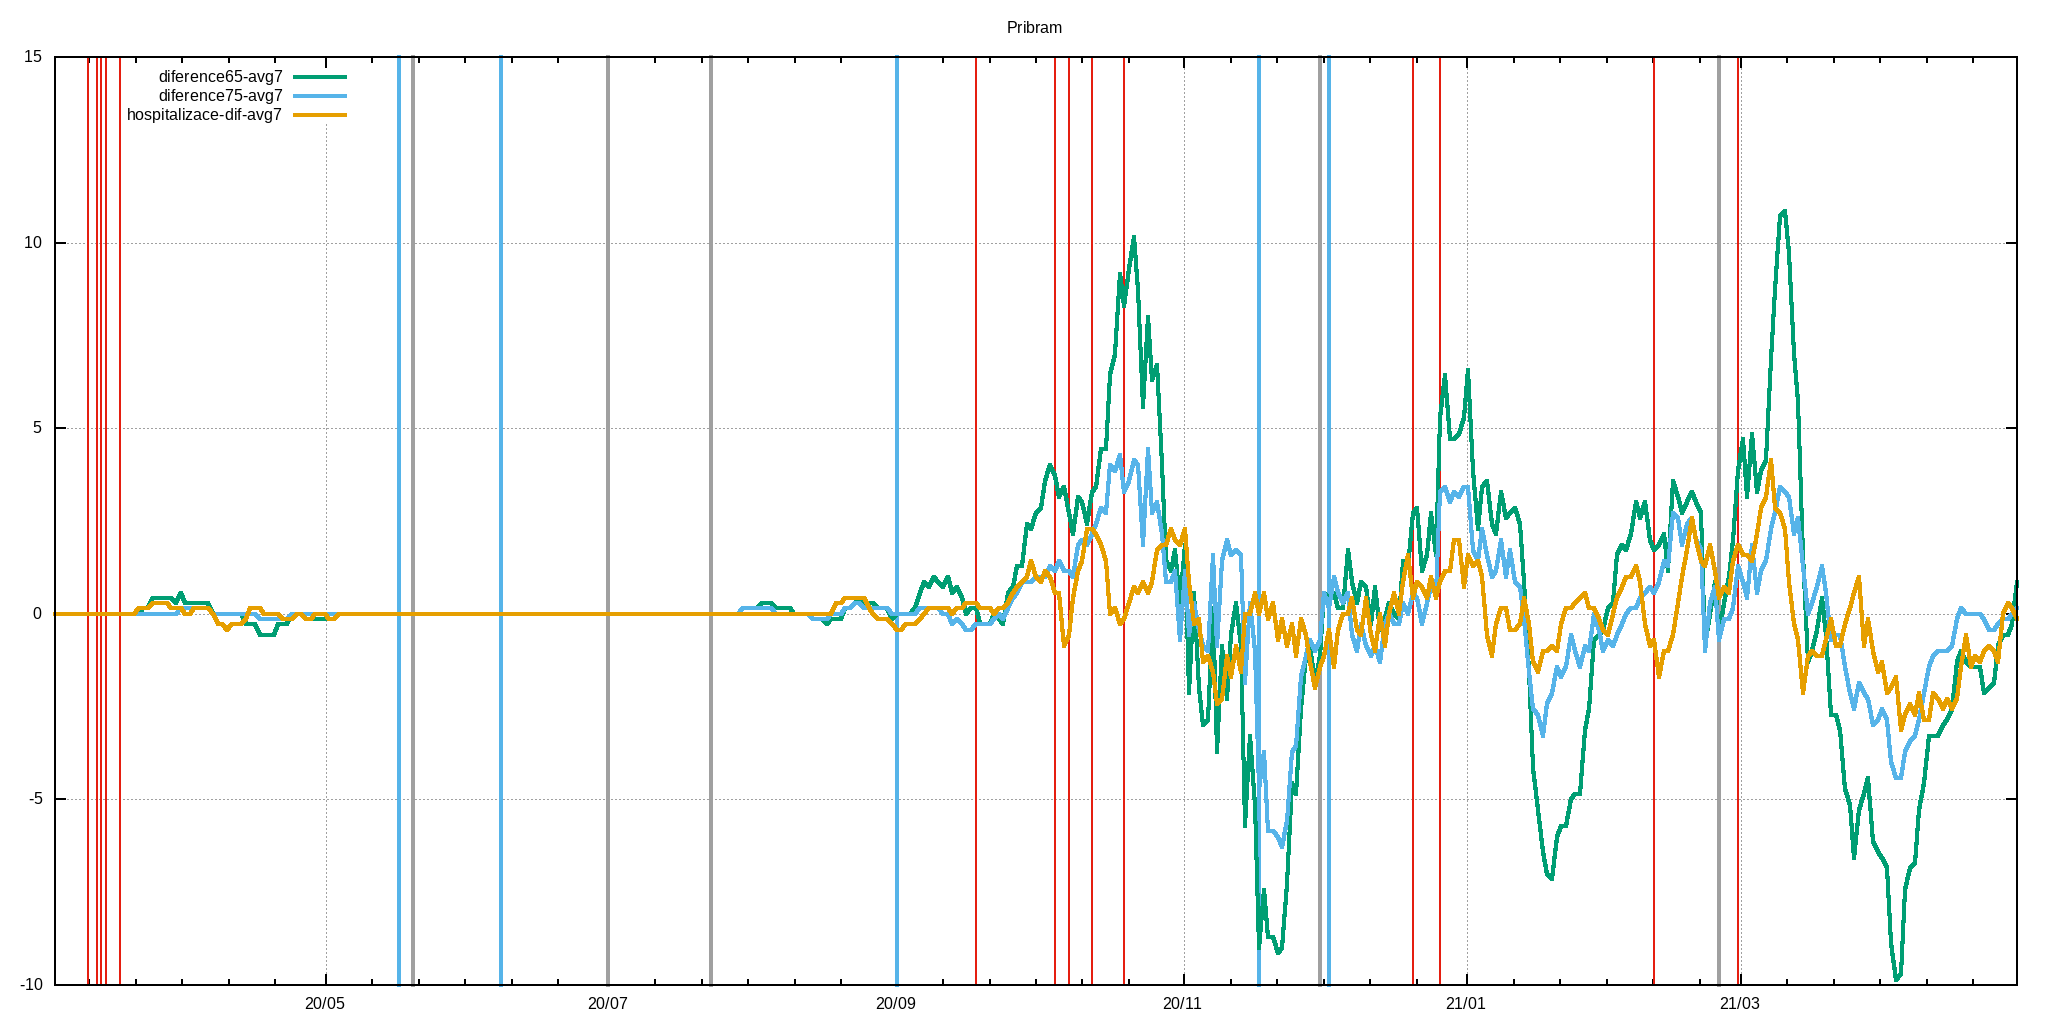 Pribram
15
diference65-avg7
diference75-avg7
hospitalizace-dif-avg7
10
5
0
-5
-10
20/05 20/07 20/09 20/11 21/01 21/03